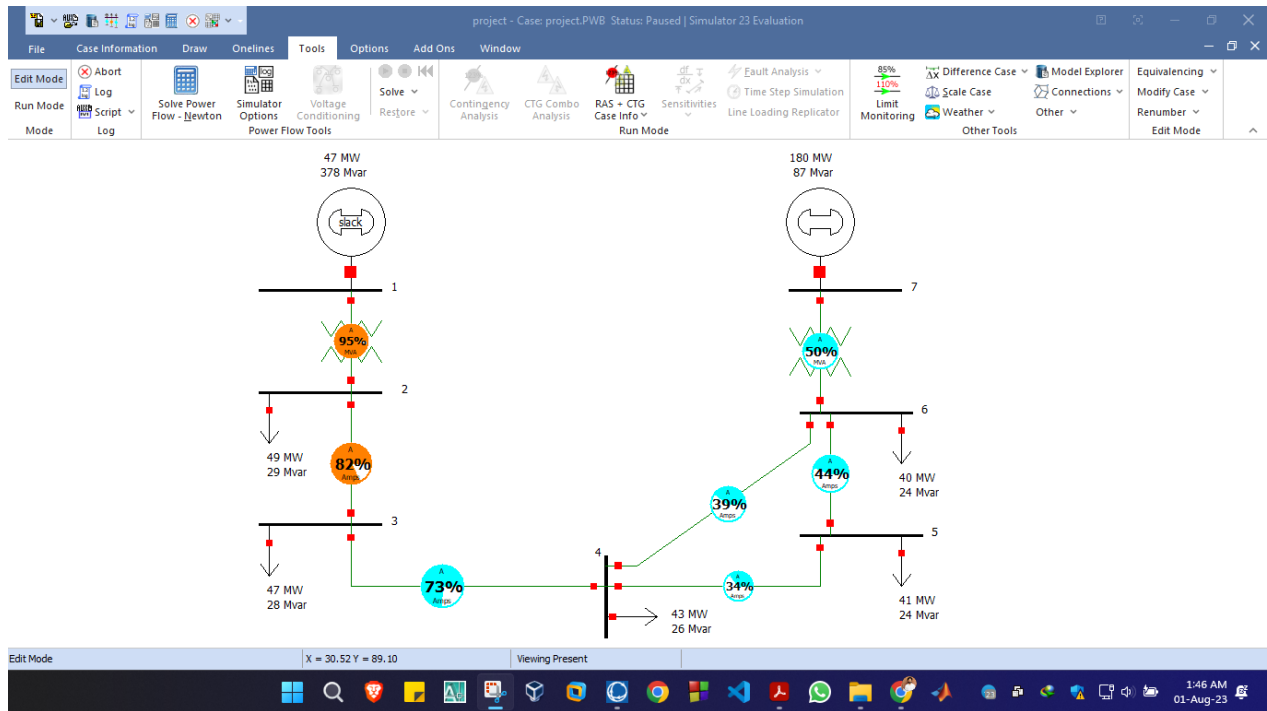 project - Case: project.PWB Status: Paused | Simulator 23 Evaluation
File Case Information Draw Onelines Tools Options Add Ons Window
Edit Mode
Run Mode
Mode
Abort
Log
Script
Log
Solve Power
Flow - Newton
Simulator
Options
Voltage
Conditioning
Solve
Restore
Power Flow Tools
Contingency
Analysis
CTG Combo
Analysis
RAS + CTG
Case Info
Sensitivities
Fault Analysis
Time Step Simulation
Line Loading Replicator
Run Mode
85%
110%
Limit
Monitoring
Difference Case
Scale Case
Weather
Model Explorer
Connections
Other
Other Tools
Equivalencing
Modify Case
Renumber
Edit Mode
47 MW
378 Mvar
180 MW
87 Mvar
slack
1
7
A
95%
MVA
A
50%
MVA
2
6
49 MW
29 Mvar
A
82%
Amps
A
44%
Amps
40 MW
24 Mvar
A
39%
Amps
3
5
4
47 MW
28 Mvar
A
73%
Amps
A
34%
Amps
43 MW
26 Mvar
41 MW
24 Mvar
Edit Mode X = 30.52 Y = 89.10 Viewing Present
1:46 AM
01-Aug-23